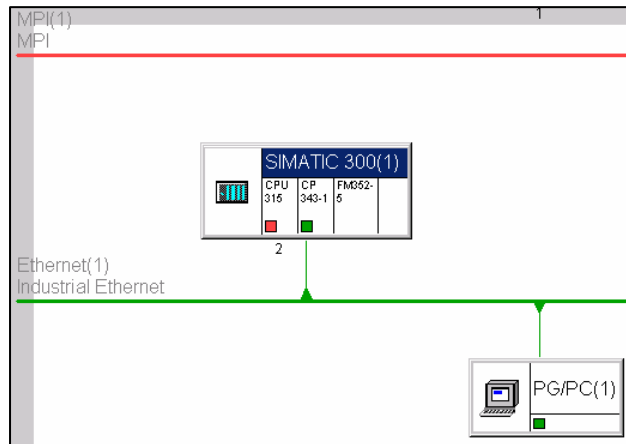 1
MPI(1)
MPI
SIMATIC 300(1)
CPU 315
CP 343-1
FM352-5
2
Ethernet(1)
Industrial Ethernet
PG/PC(1)